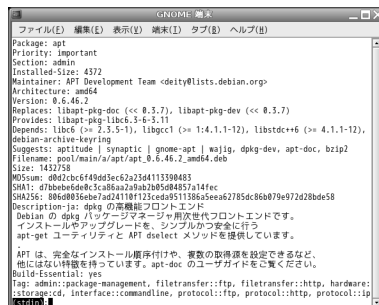 GNOME 端末
ファイル(F) 編集(E) 表示(V) 端末(T) タブ(B) ヘルプ(H)
Package: apt
Priority: important
Section: admin
Installed-Size: 4372
Maintainer: APT Development Team <deity@lists.debian.org>
Architecture: amd64
Version: 0.6.46.2
Replaces: libapt-pkg-doc (<< 0.3.7), libapt-pkg-dev (<< 0.3.7)
Provides: libapt-pkg-libc6.3-6-3.11
Depends: libc6 (>= 2.3.5-1), libgcc1 (>= 1:4.1.1-12), libstdc++6 (>= 4.1.1-12),
debian-archive-keyring
Suggests: aptitude | synaptic | gnome-apt | wajig, dpkg-dev, apt-doc, bzip2
Filename: pool/main/a/apt/apt_0.6.46.2_amd64.deb
Size: 1432758
MD5sum: d0d2cbc6f49dd3ec62a23d4113390483
SHA1: d7bbebe6de0c3ca86aa2a9ab2b05d04857a14fec
SHA256: 806d0036ebe7ad24110f123ceda9511386a5eea62785dc86b079e972d28bde58
Description-ja: dpkg の高機能フロントエンド
Debian の dpkg パッケージマネージャ用次世代フロントエンドです。
インストールやアップグレードを、シンプルかつ安全に行う
apt-get ユーティリティと APT dselect メソッドを提供しています。
.
APT は、完全なインストール順序付けや、複数の取得源を設定できるなど、
他にはない特徴を持っています。apt-doc のユーザガイドをご覧ください。
Build-Essential: yes
Tag: admin::package-management, filetransfer::ftp, filetransfer::http, hardware:
:storage:cd, interface::commandline, protocol::ftp, protocol::http, protocol::ip
[stdin]: